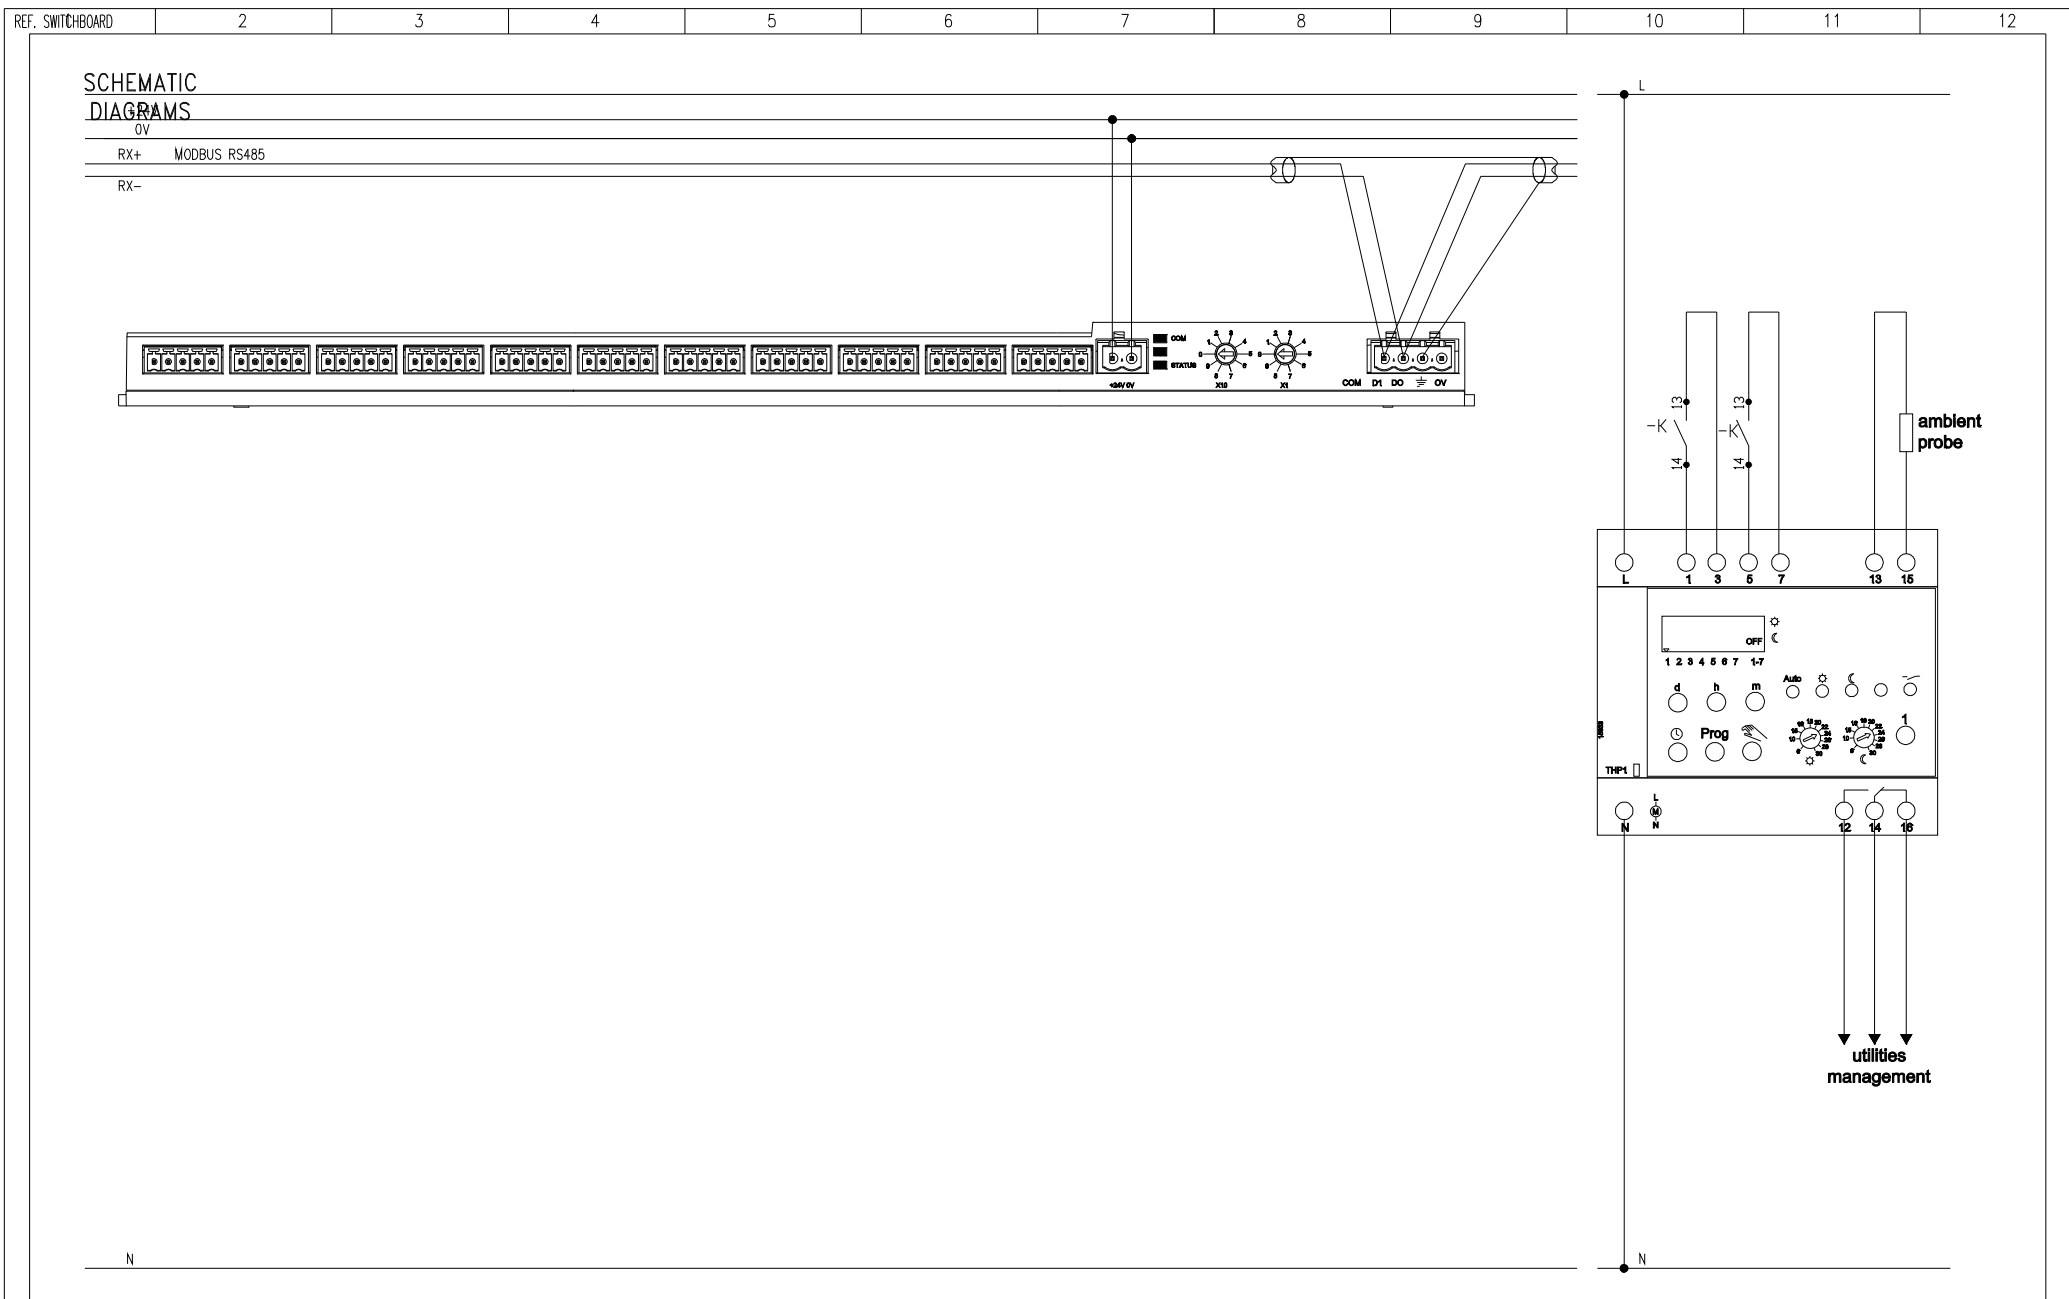 REF. SWITCHBOARD 2 3 4 5 6 7 8 9 10 11 12
SCHEMATIC
DIAGRAMS
+24V
0V
RX+ MODBUS RS485
RX-
L
COM
STATUS
+24V 0V
X10
X1
COM D1 D0 0V
13 13
-K -K
14 14
ambient
probe
L 1 3 5 7 13 15
OFF
1 2 3 4 5 6 7 1-7
d h m Auto
Prog 1
THP1
L
M
N
N 12 14 16
utilities
management
N N